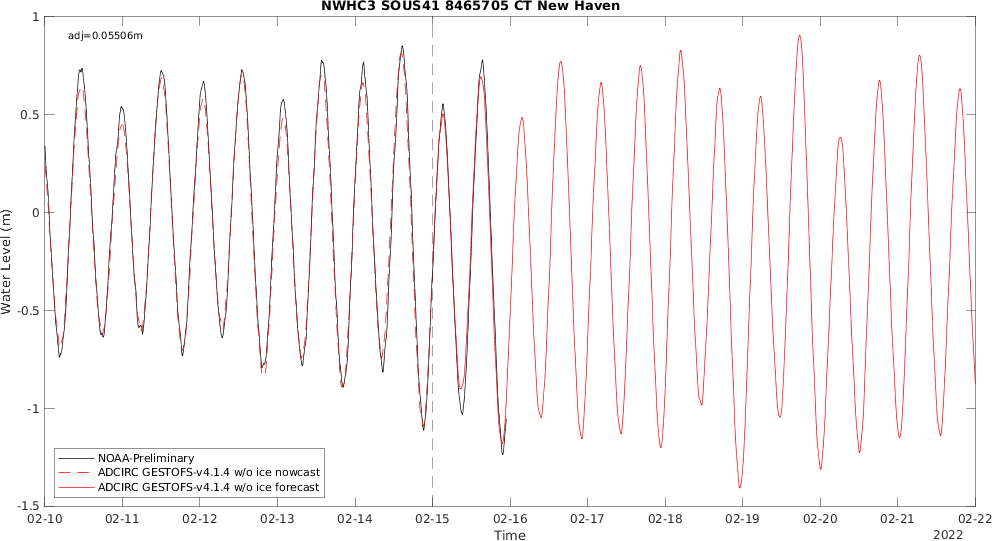 NWHC3 SOUS41 8465705 CT New Haven
adj=0.05506m
1
0.5
0
-0.5
-1
-1.5
Water Level (m)
NOAA-Preliminary
ADCIRC GESTOFS-v4.1.4 w/o ice nowcast
ADCIRC GESTOFS-v4.1.4 w/o ice forecast
02-10 02-11 02-12 02-13 02-14 02-15 02-16 02-17 02-18 02-19 02-20 02-21 02-22
Time
2022